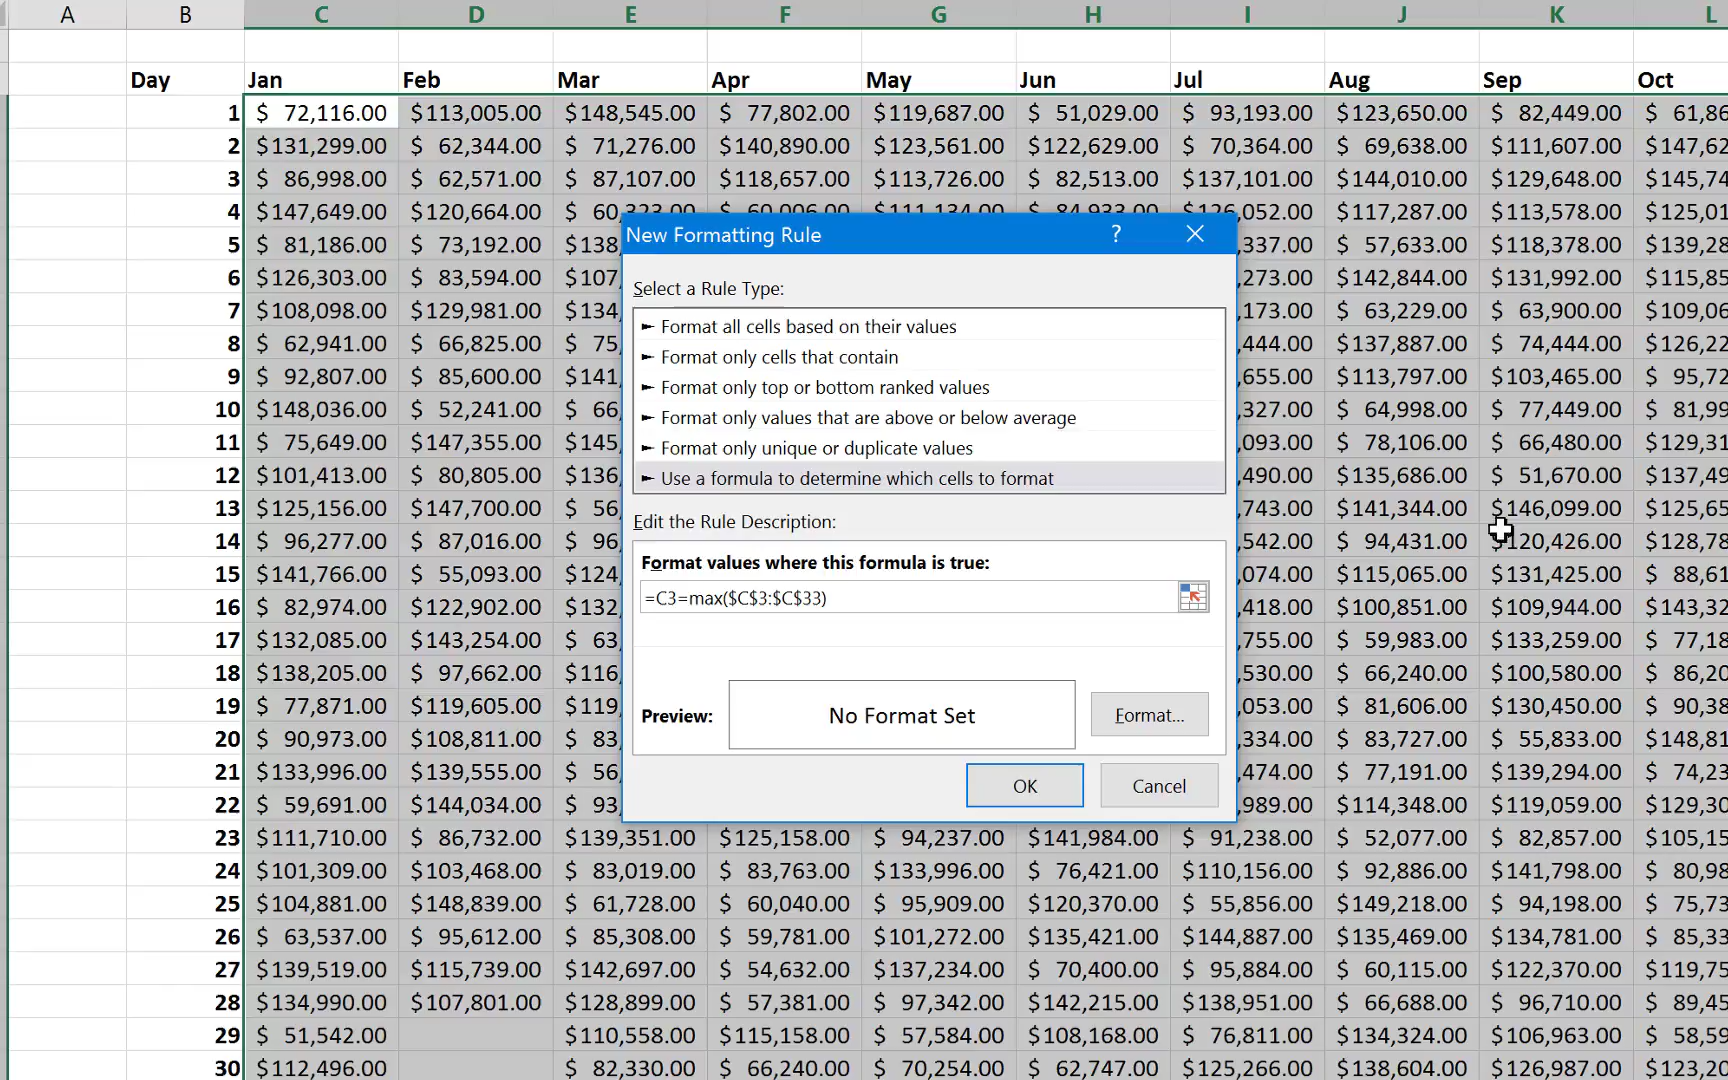 A B C D E F G H I J K L
Day Jan Feb Mar Apr May Jun Jul Aug Sep Oct
1 $ 72,116.00 $113,005.00 $148,545.00 $ 77,802.00 $119,687.00 $ 51,029.00 $ 93,193.00 $123,650.00 $ 82,449.00 $ 61,86
2 $131,299.00 $ 62,344.00 $ 71,276.00 $140,890.00 $123,561.00 $122,629.00 $ 70,364.00 $ 69,638.00 $111,607.00 $147,62
3 $ 86,998.00 $ 62,571.00 $ 87,107.00 $118,657.00 $113,726.00 $ 82,513.00 $137,101.00 $144,010.00 $129,648.00 $145,74
4 $147,649.00 $120,664.00 $ 60,323.00 $ 60,006.00 $111,134.00 $ 84,933.00 $126,052.00 $117,287.00 $113,578.00 $125,01
5 $ 81,186.00 $ 73,192.00 $138, ,337.00 $ 57,633.00 $118,378.00 $139,28
6 $126,303.00 $ 83,594.00 $107, ,273.00 $142,844.00 $131,992.00 $115,85
7 $108,098.00 $129,981.00 $134, ,173.00 $ 63,229.00 $ 63,900.00 $109,06
8 $ 62,941.00 $ 66,825.00 $ 75, ,444.00 $137,887.00 $ 74,444.00 $126,22
9 $ 92,807.00 $ 85,600.00 $141, ,655.00 $113,797.00 $103,465.00 $ 95,72
10 $148,036.00 $ 52,241.00 $ 66, ,327.00 $ 64,998.00 $ 77,449.00 $ 81,99
11 $ 75,649.00 $147,355.00 $145, ,093.00 $ 78,106.00 $ 66,480.00 $129,31
12 $101,413.00 $ 80,805.00 $136, ,490.00 $135,686.00 $ 51,670.00 $137,49
13 $125,156.00 $147,700.00 $ 56, ,743.00 $141,344.00 $146,099.00 $125,65
14 $ 96,277.00 $ 87,016.00 $ 96, ,542.00 $ 94,431.00 $120,426.00 $128,78
15 $141,766.00 $ 55,093.00 $124, ,074.00 $115,065.00 $131,425.00 $ 88,61
16 $ 82,974.00 $122,902.00 $132, ,418.00 $100,851.00 $109,944.00 $143,32
17 $132,085.00 $143,254.00 $ 63, ,755.00 $ 59,983.00 $133,259.00 $ 77,18
18 $138,205.00 $ 97,662.00 $116, ,530.00 $ 66,240.00 $100,580.00 $ 86,20
19 $ 77,871.00 $119,605.00 $119, ,053.00 $ 81,606.00 $130,450.00 $ 90,38
20 $ 90,973.00 $108,811.00 $ 83, ,334.00 $ 83,727.00 $ 55,833.00 $148,81
21 $133,996.00 $139,555.00 $ 56, ,474.00 $ 77,191.00 $139,294.00 $ 74,23
22 $ 59,691.00 $144,034.00 $ 93, ,989.00 $114,348.00 $119,059.00 $129,30
23 $111,710.00 $ 86,732.00 $139,351.00 $125,158.00 $ 94,237.00 $141,984.00 $ 91,238.00 $ 52,077.00 $ 82,857.00 $105,15
24 $101,309.00 $103,468.00 $ 83,019.00 $ 83,763.00 $133,996.00 $ 76,421.00 $110,156.00 $ 92,886.00 $141,798.00 $ 80,98
25 $104,881.00 $148,839.00 $ 61,728.00 $ 60,040.00 $ 95,909.00 $120,370.00 $ 55,856.00 $149,218.00 $ 94,198.00 $ 75,73
26 $ 63,537.00 $ 95,612.00 $ 85,308.00 $ 59,781.00 $101,272.00 $135,421.00 $144,887.00 $135,469.00 $134,781.00 $ 85,33
27 $139,519.00 $115,739.00 $142,697.00 $ 54,632.00 $137,234.00 $ 70,400.00 $ 95,884.00 $ 60,115.00 $122,370.00 $119,75
28 $134,990.00 $107,801.00 $128,899.00 $ 57,381.00 $ 97,342.00 $142,215.00 $138,951.00 $ 66,688.00 $ 96,710.00 $ 89,45
29 $ 51,542.00 $110,558.00 $115,158.00 $ 57,584.00 $108,168.00 $ 76,811.00 $134,324.00 $106,963.00 $ 58,59
30 $112,496.00 $ 82,330.00 $ 66,240.00 $ 70,254.00 $ 62,747.00 $125,266.00 $138,604.00 $126,987.00 $123,20
New Formatting Rule ?
Select a Rule Type:
► Format all cells based on their values
► Format only cells that contain
► Format only top or bottom ranked values
► Format only values that are above or below average
► Format only unique or duplicate values
► Use a formula to determine which cells to format
Edit the Rule Description:
Format values where this formula is true:
=C3=max($C$3:$C$33)
Preview: No Format Set Format...
OK Cancel